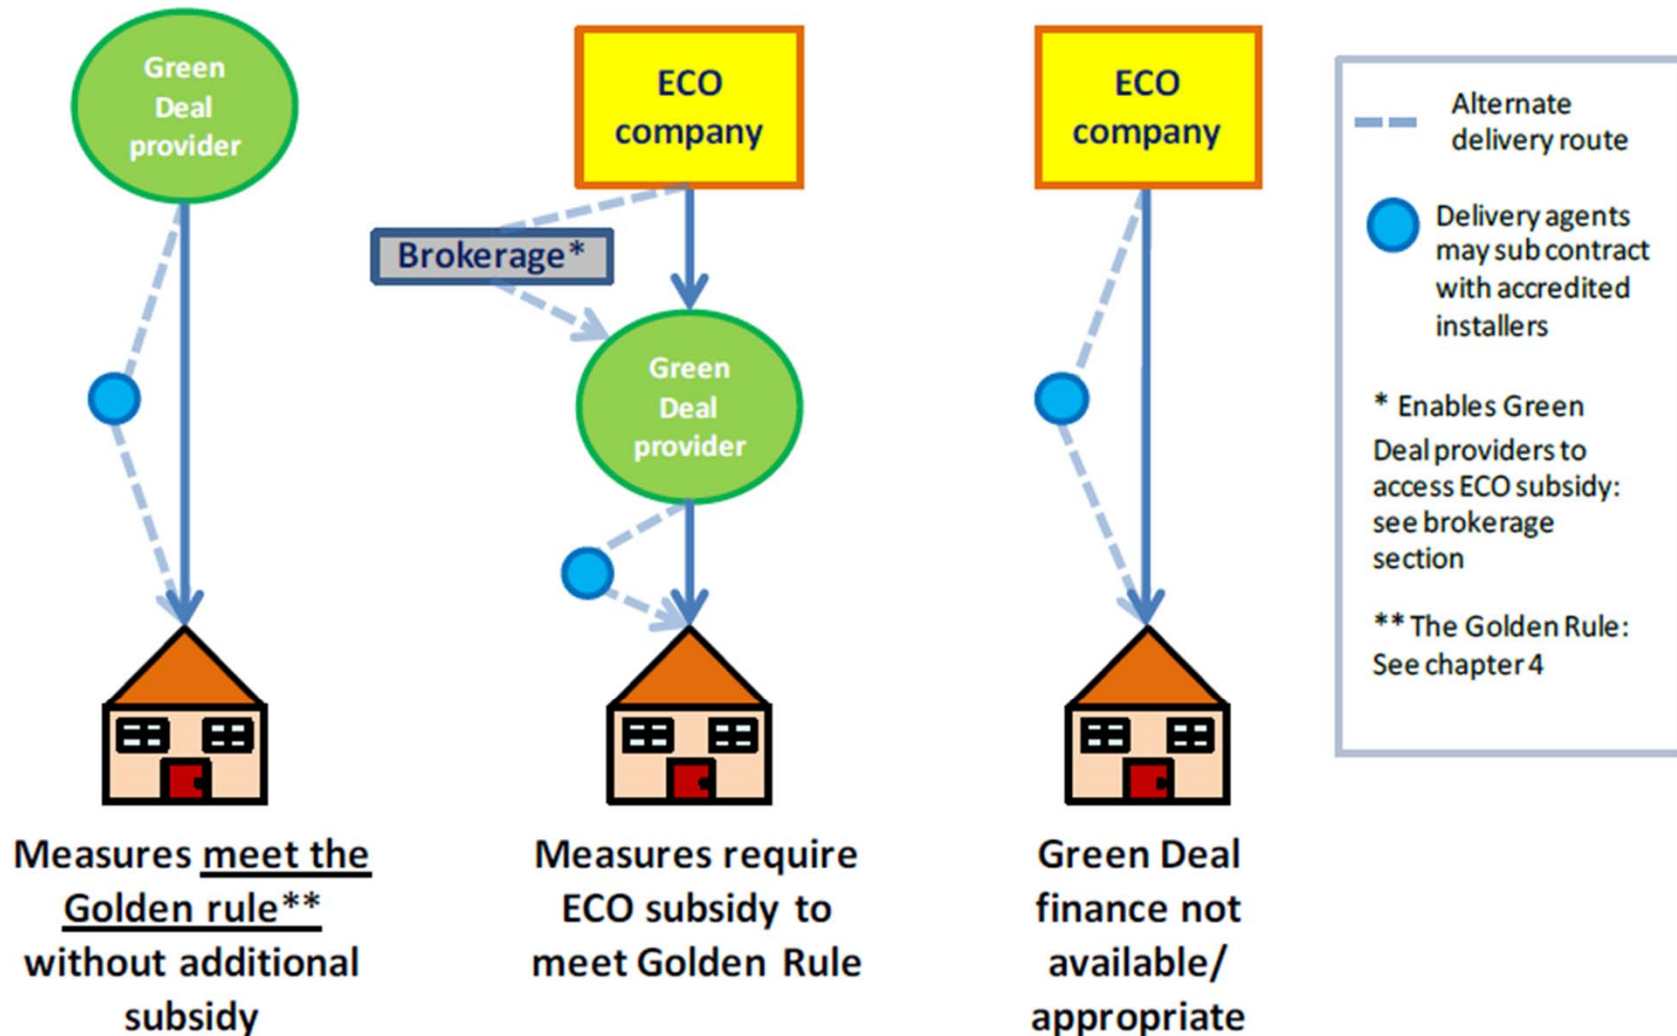 Green
Deal
provider
ECO
company
Brokerage*
Green
Deal
provider
ECO
company
Alternate
delivery route
Delivery agents
may sub contract
with accredited
installers
* Enables Green
Deal providers to
access ECO subsidy:
see brokerage
section
** The Golden Rule:
See chapter 4
Measures meet the
Golden rule**
without additional
subsidy
Measures require
ECO subsidy to
meet Golden Rule
Green Deal
finance not
available/
appropriate